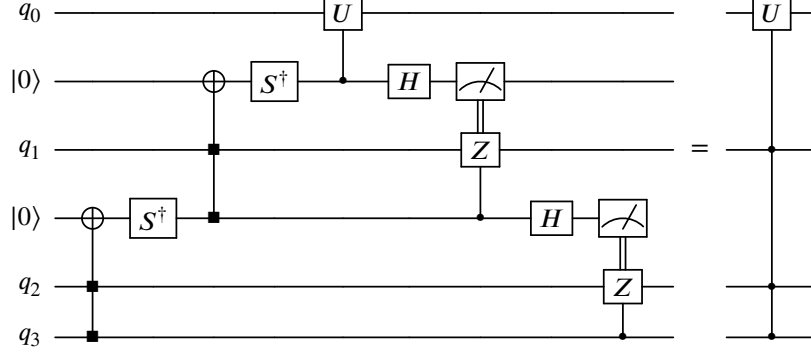 q₀ U U
|0⟩ S† H
q₁ Z =
|0⟩ S† H
q₂ Z
q₃